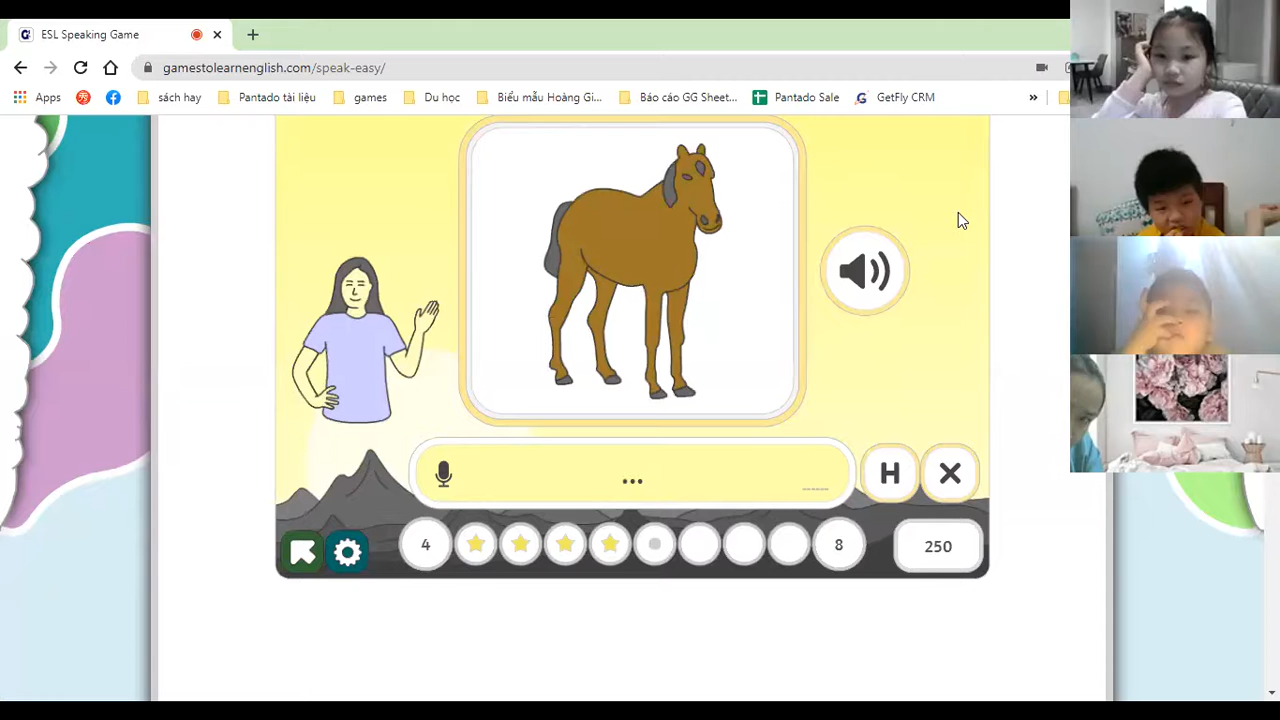 ESL Speaking Game
gamestolearnenglish.com/speak-easy/
Apps
sách hay
Pantado tài liệu
games
Du học
Biểu mẫu Hoàng Gi...
Báo cáo GG Sheet...
Pantado Sale
GetFly CRM
»
...
____
H
4
8
250